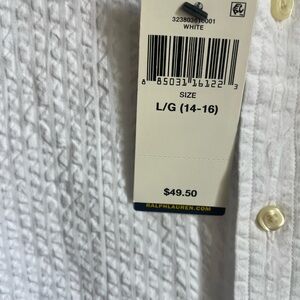 WHITE
8 85031 16122 3
SIZE
L/G (14-16)
$49.50
RALPHLAUREN.COM